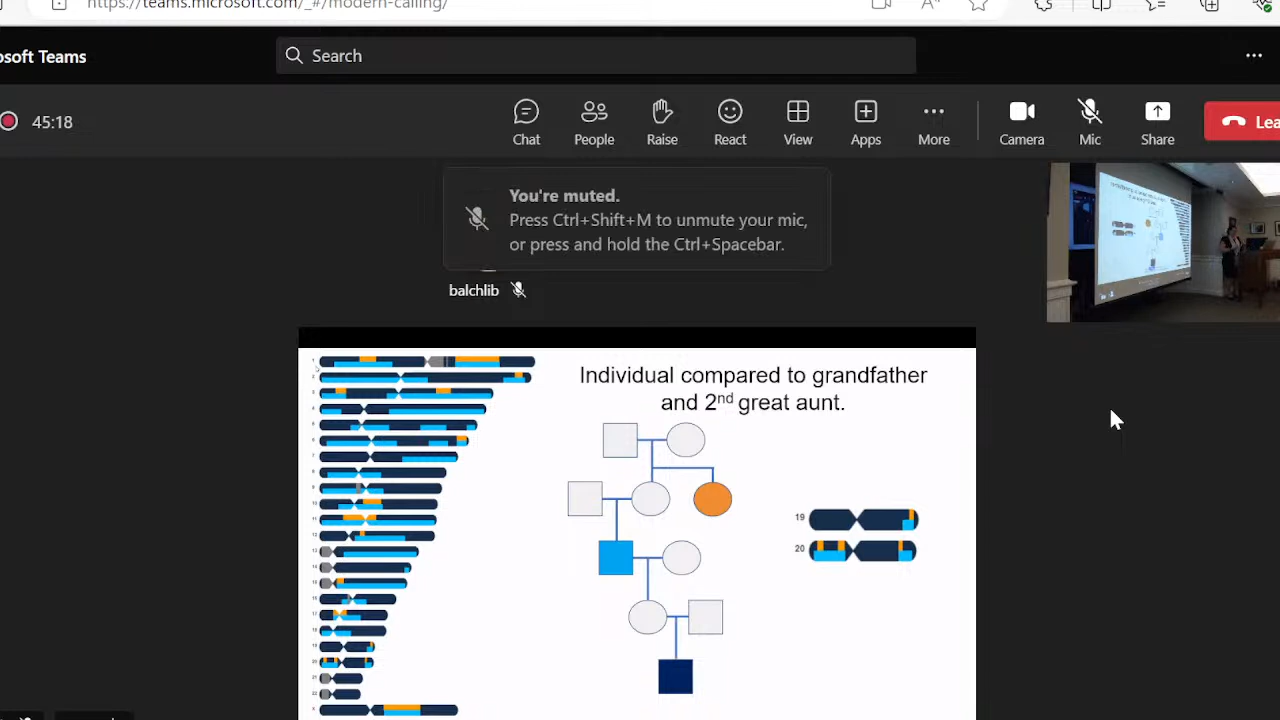 https://teams.microsoft.com/_#/modern-calling/
osoft Teams
Search
45:18
Chat
People
Raise
React
View
Apps
More
Camera
Mic
Share
Lea
You're muted.
Press Ctrl+Shift+M to unmute your mic,
or press and hold the Ctrl+Spacebar.
balchlib
Individual compared to grandfather
and 2nd great aunt.
19
20